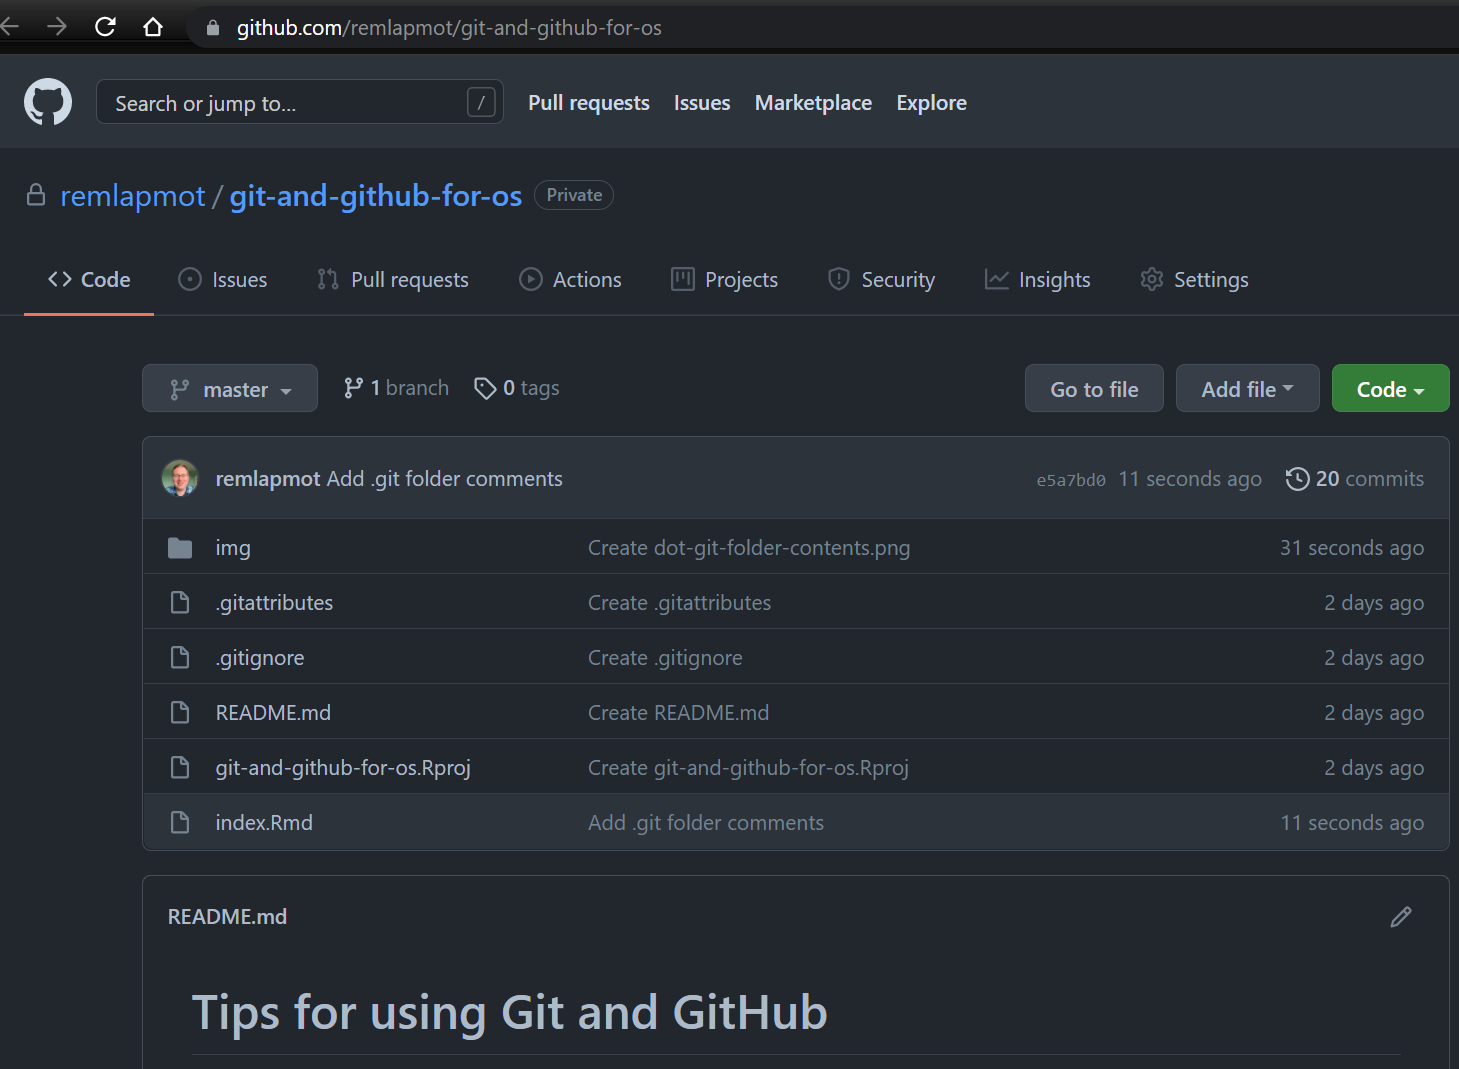 github.com/remlapmot/git-and-github-for-os
Search or jump to... / Pull requests Issues Marketplace Explore
remlapmot / git-and-github-for-os Private
Code Issues Pull requests Actions Projects Security Insights Settings
master 1 branch 0 tags Go to file Add file Code
remlapmot Add .git folder comments e5a7bd0 11 seconds ago 20 commits
img Create dot-git-folder-contents.png 31 seconds ago
.gitattributes Create .gitattributes 2 days ago
.gitignore Create .gitignore 2 days ago
README.md Create README.md 2 days ago
git-and-github-for-os.Rproj Create git-and-github-for-os.Rproj 2 days ago
index.Rmd Add .git folder comments 11 seconds ago
README.md
Tips for using Git and GitHub